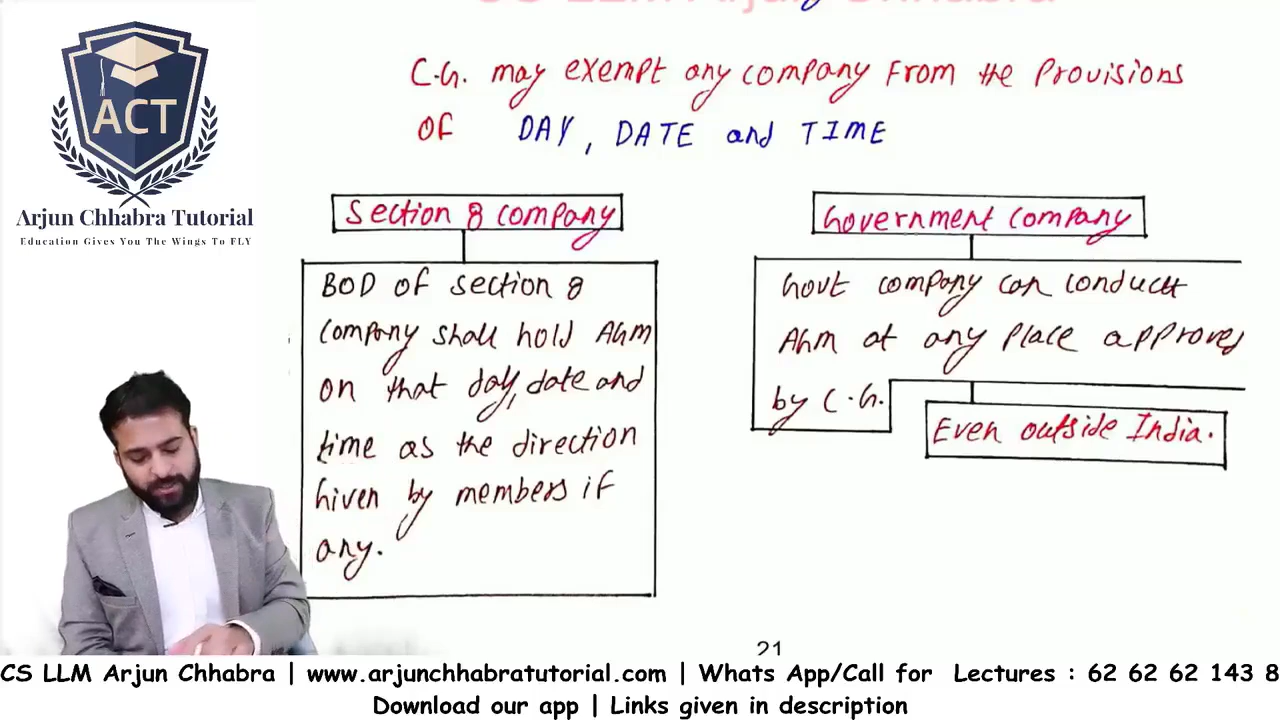 CS LLM Arjun Chhabra
C.G. may exempt any company from the provisions
OF DAY, DATE and TIME
ACT
Arjun Chhabra Tutorial
Education Gives You The Wings To FLY
Section 8 company
BOD OF Section 8
Company shall hold AGM
on that day, date and
time as the direction
Given by members if
any.
Government Company
Govt company can conduct
AGM at any place approved
by C.G.
Even outside India.
21
CS LLM Arjun Chhabra | www.arjunchhabratutorial.com | Whats App/Call for Lectures : 62 62 62 143 8
Download our app | Links given in description